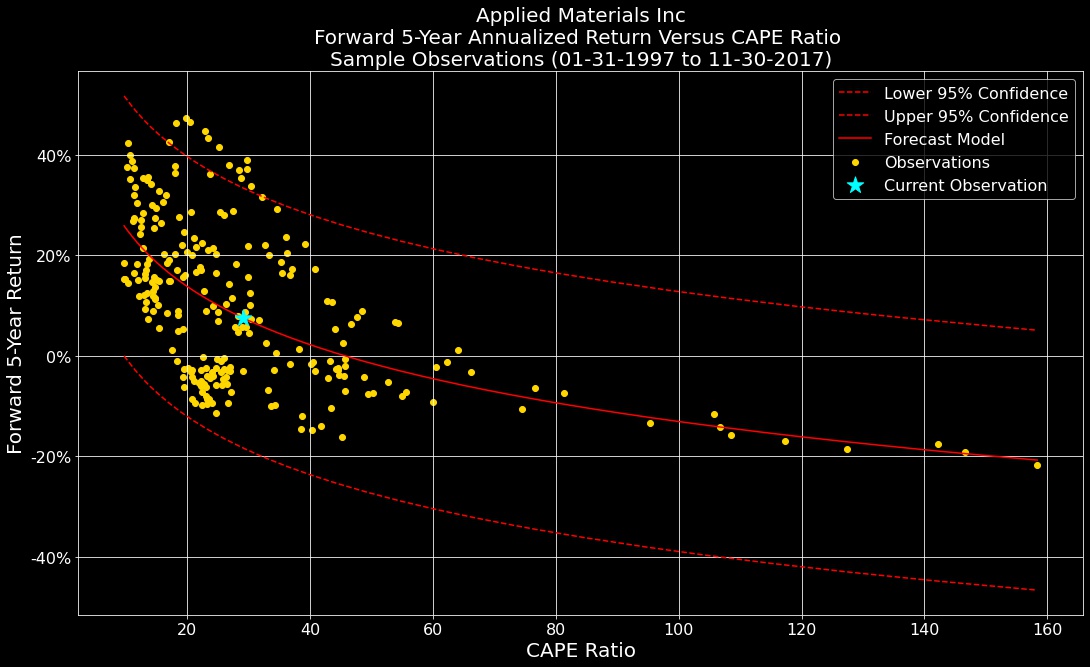 Applied Materials Inc
Forward 5-Year Annualized Return Versus CAPE Ratio
Sample Observations (01-31-1997 to 11-30-2017)
Lower 95% Confidence
Upper 95% Confidence
Forecast Model
Observations
Current Observation
Forward 5-Year Return
40%
20%
0%
-20%
-40%
20 40 60 80 100 120 140 160
CAPE Ratio